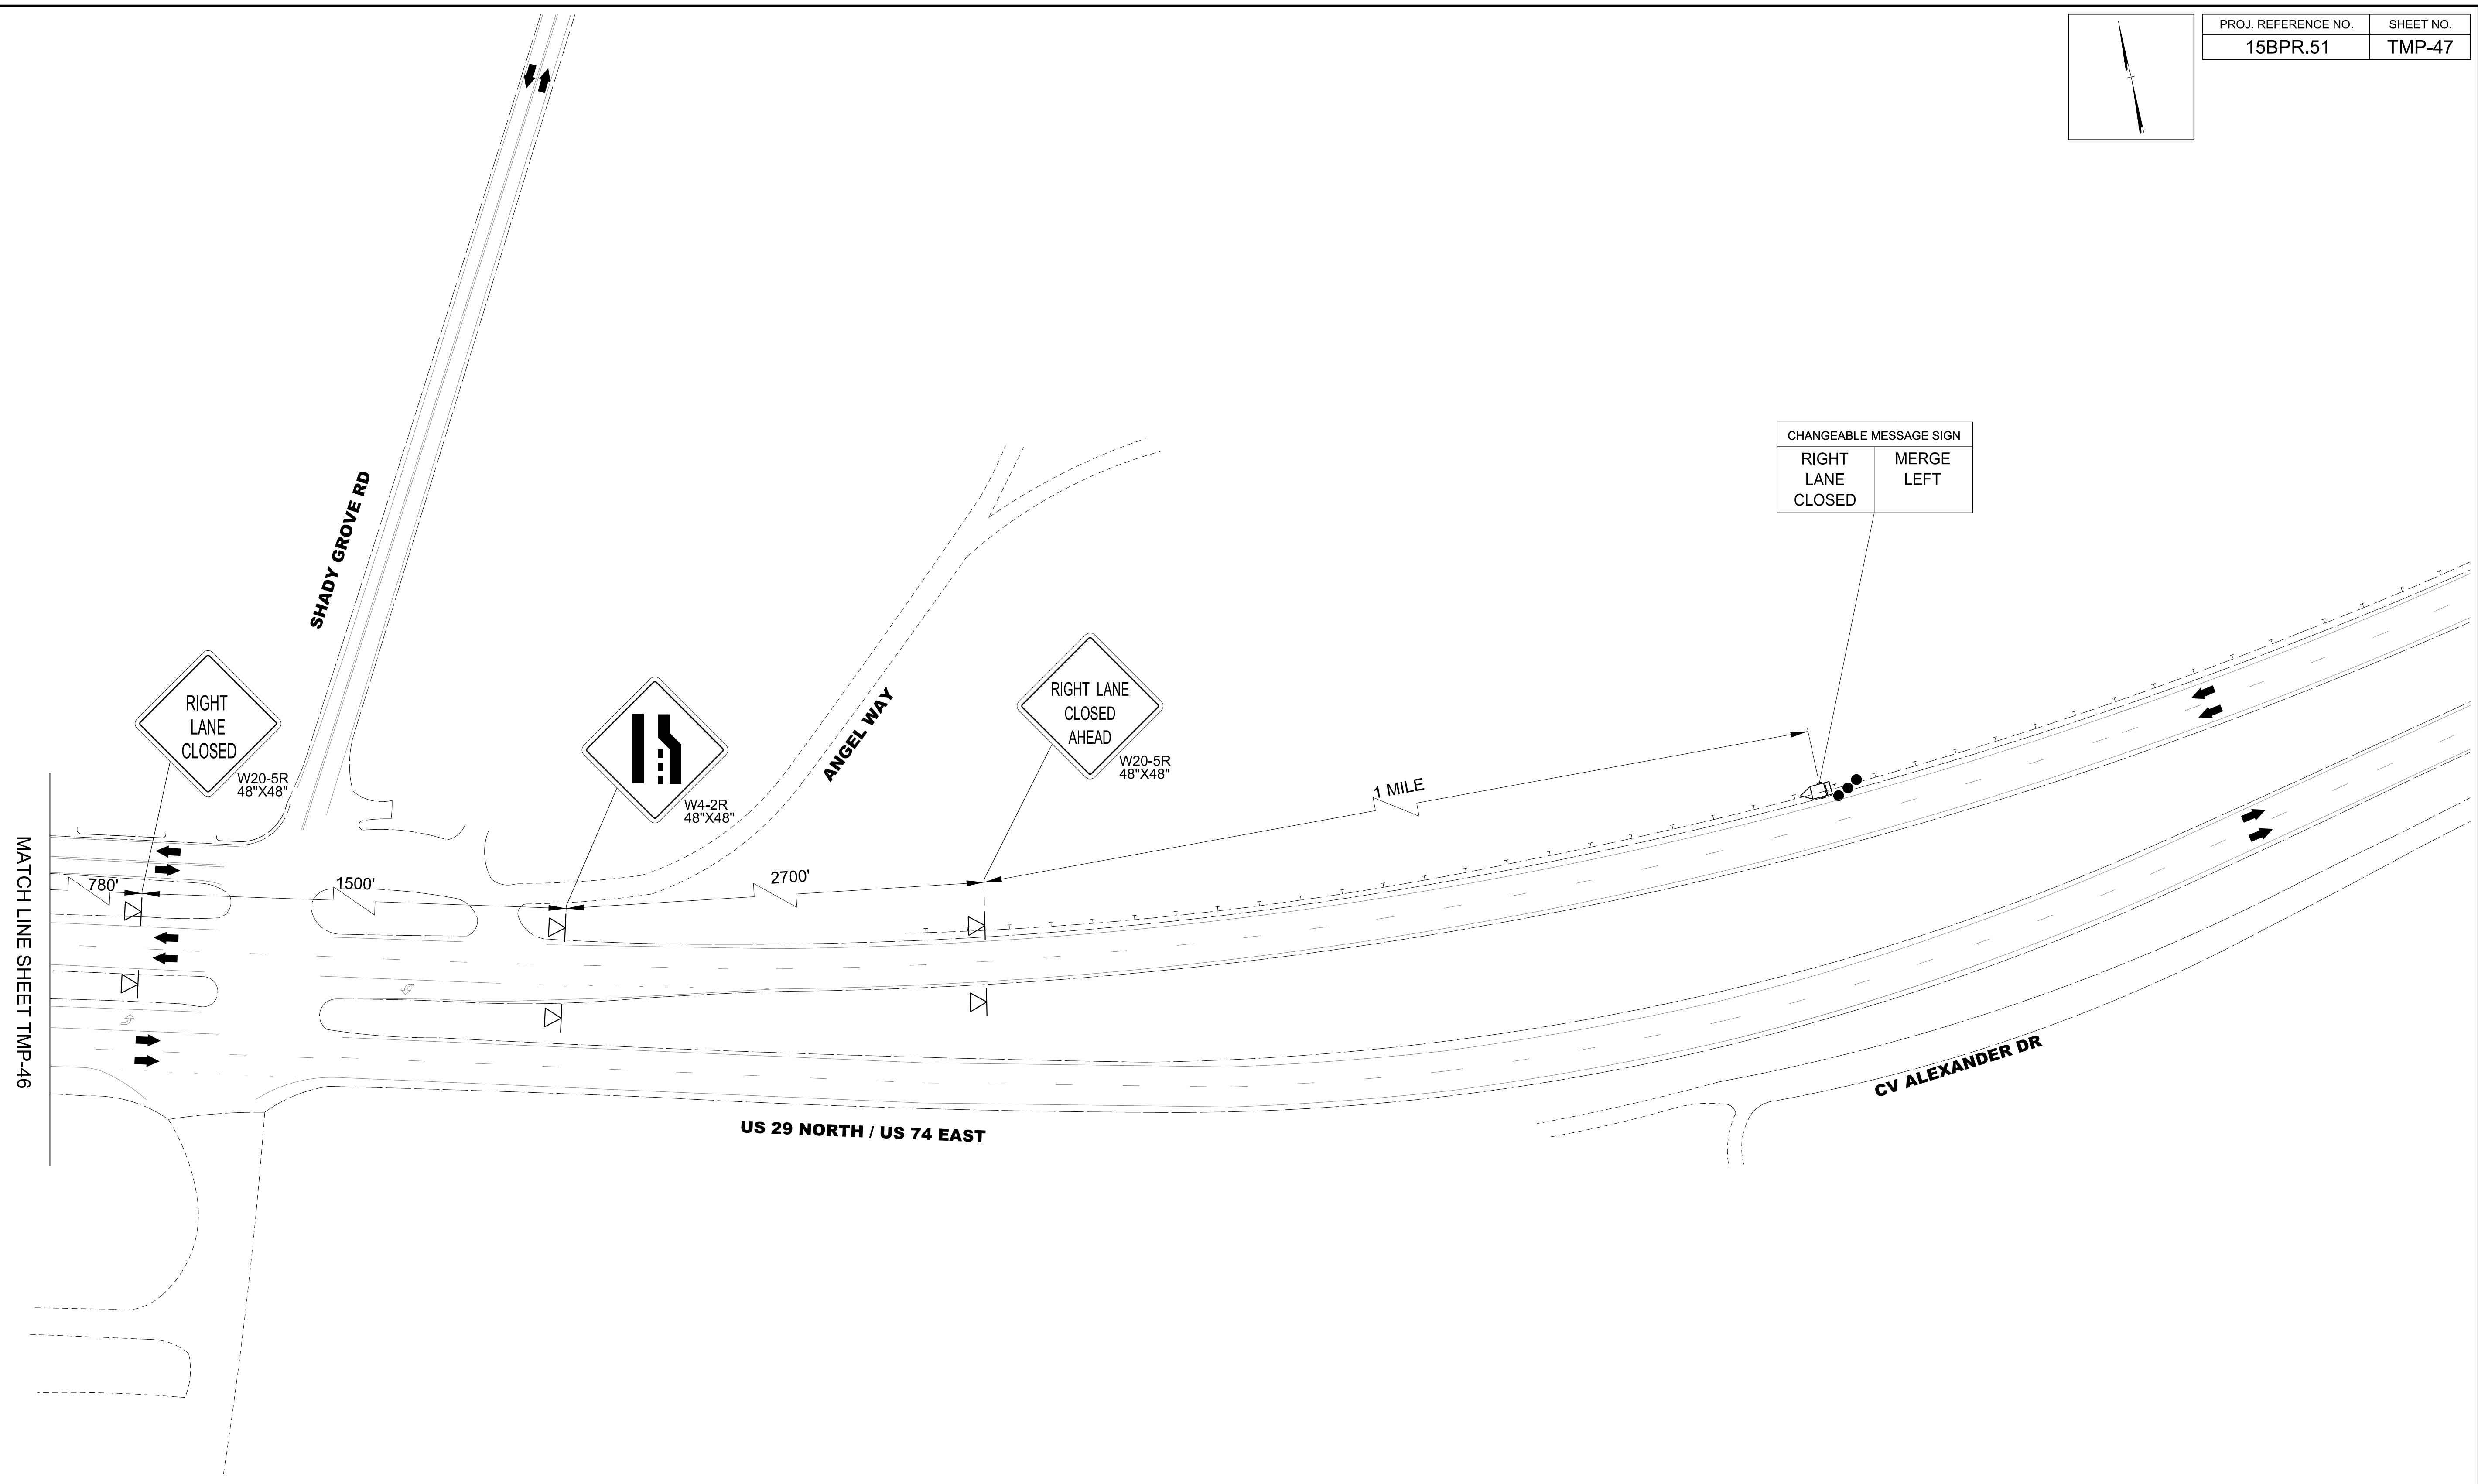 PROJ. REFERENCE NO.
SHEET NO.
15BPR.51
TMP-47
CHANGEABLE MESSAGE SIGN
RIGHT
LANE
CLOSED
MERGE
LEFT
SHADY GROVE RD
RIGHT
LANE
CLOSED
W20-5R
48"X48"
W4-2R
48"X48"
ANGEL WAY
RIGHT LANE
CLOSED
AHEAD
W20-5R
48"X48"
1 MILE
780'
1500'
2700'
MATCH LINE SHEET TMP-46
CV ALEXANDER DR
US 29 NORTH / US 74 EAST